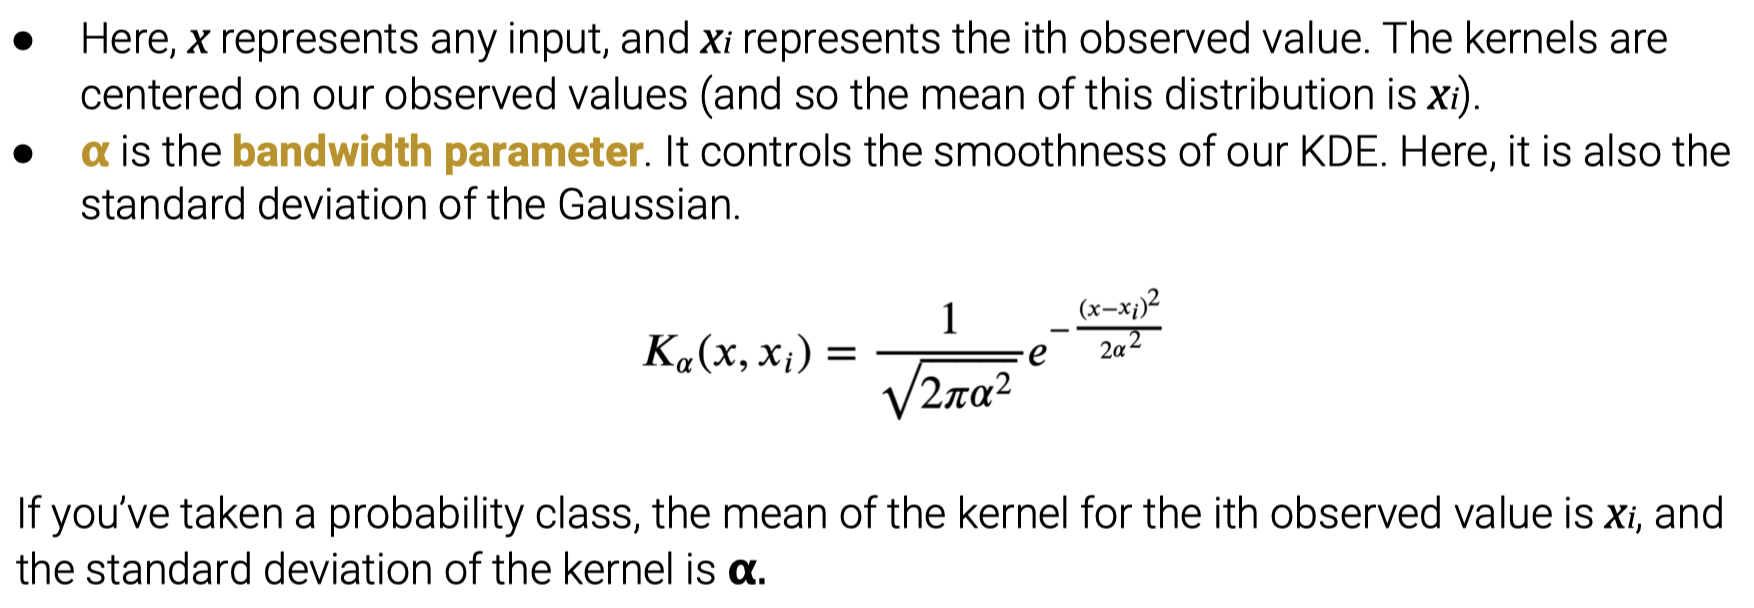 ● Here, x represents any input, and xi represents the ith observed value. The kernels are
centered on our observed values (and so the mean of this distribution is xi).
● α is the bandwidth parameter. It controls the smoothness of our KDE. Here, it is also the
standard deviation of the Gaussian.
$K_\alpha(x, x_i) = \frac{1}{\sqrt{2\pi\alpha^2}} e^{-\frac{(x-x_i)^2}{2\alpha^2}}$
If you've taken a probability class, the mean of the kernel for the ith observed value is xi, and
the standard deviation of the kernel is α.